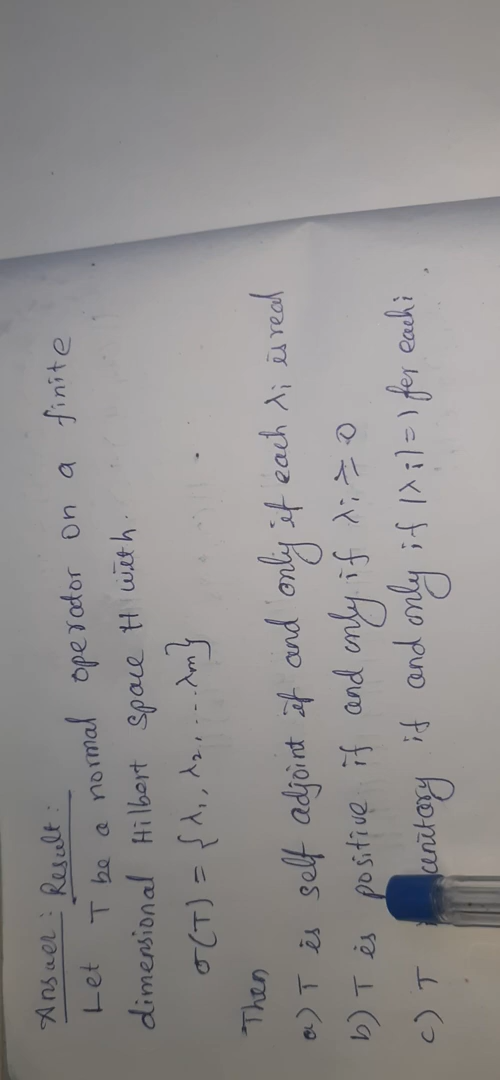 Answer: Result:
Let T be a normal operator on a finite
dimensional Hilbert space H with.
σ(T) = {λ₁, λ₂, ... λm}
Then
a) T is self adjoint if and only if each λi is real
b) T is positive if and only if λi ≥ 0
c) T unitary if and only if |λi| = 1 for each i.